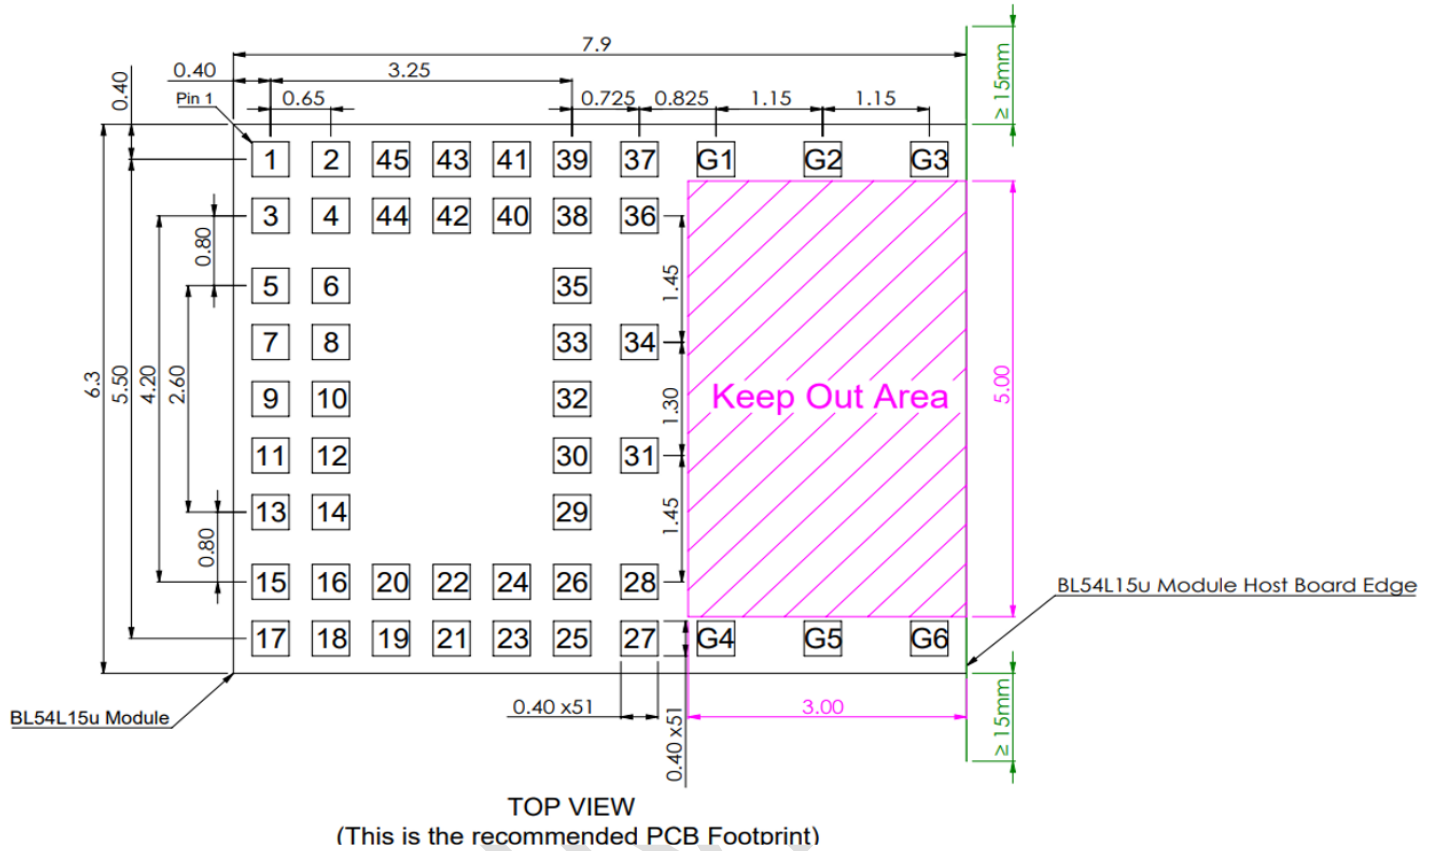 7.9
0.40 3.25
0.40
≥ 15mm
Pin 1 0.65 0.725 0.825 1.15 1.15
1 2 45 43 41 39 37 G1 G2 G3
3 4 44 42 40 38 36
0.80
5 6 35
1.45
7 8 33 34
6.3 5.50 4.20 2.60
9 10 32
1.30
Keep Out Area
5.00
11 12 30 31
13 14 29
1.45
0.80
15 16 20 22 24 26 28
BL54L15u Module Host Board Edge
17 18 19 21 23 25 27 G4 G5 G6
BL54L15u Module
0.40 x51
0.40 x51
3.00
≥ 15mm
TOP VIEW
(This is the recommended PCB Footprint)